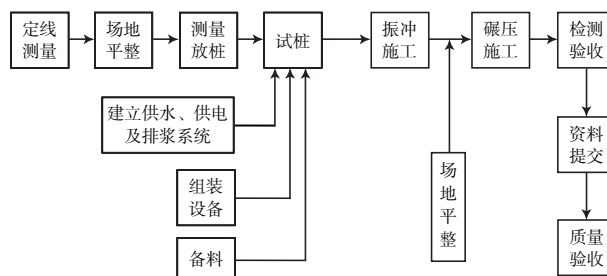 定线
测量
场地
平整
测量
放桩
试桩
振冲
施工
碾压
施工
检测
验收
建立供水、供电
及排浆系统
组装
设备
备料
场
地
平
整
资料
提交
质量
验收